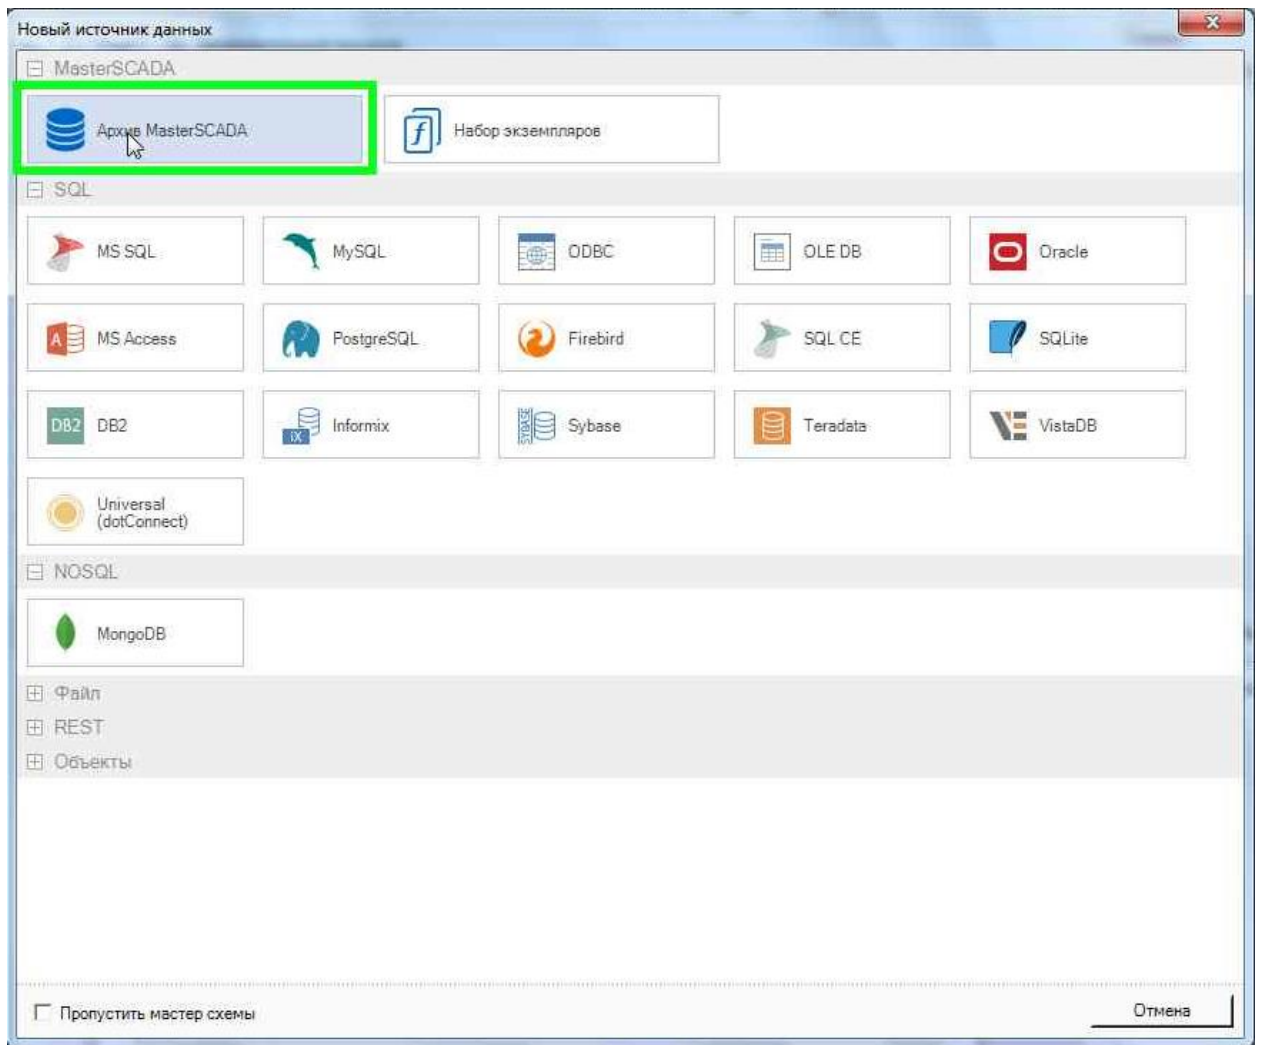 Новый источник данных
MasterSCADA
Архив MasterSCADA
Набор экземпляров
SQL
MS SQL
MySQL
ODBC
OLE DB
Oracle
MS Access
PostgreSQL
Firebird
SQL CE
SQLite
DB2 DB2
iX Informix
SYBASE Sybase
Teradata
VistaDB
Universal
(dotConnect)
NOSQL
MongoDB
Файл
REST
Объекты
Пропустить мастер схемы
Отмена